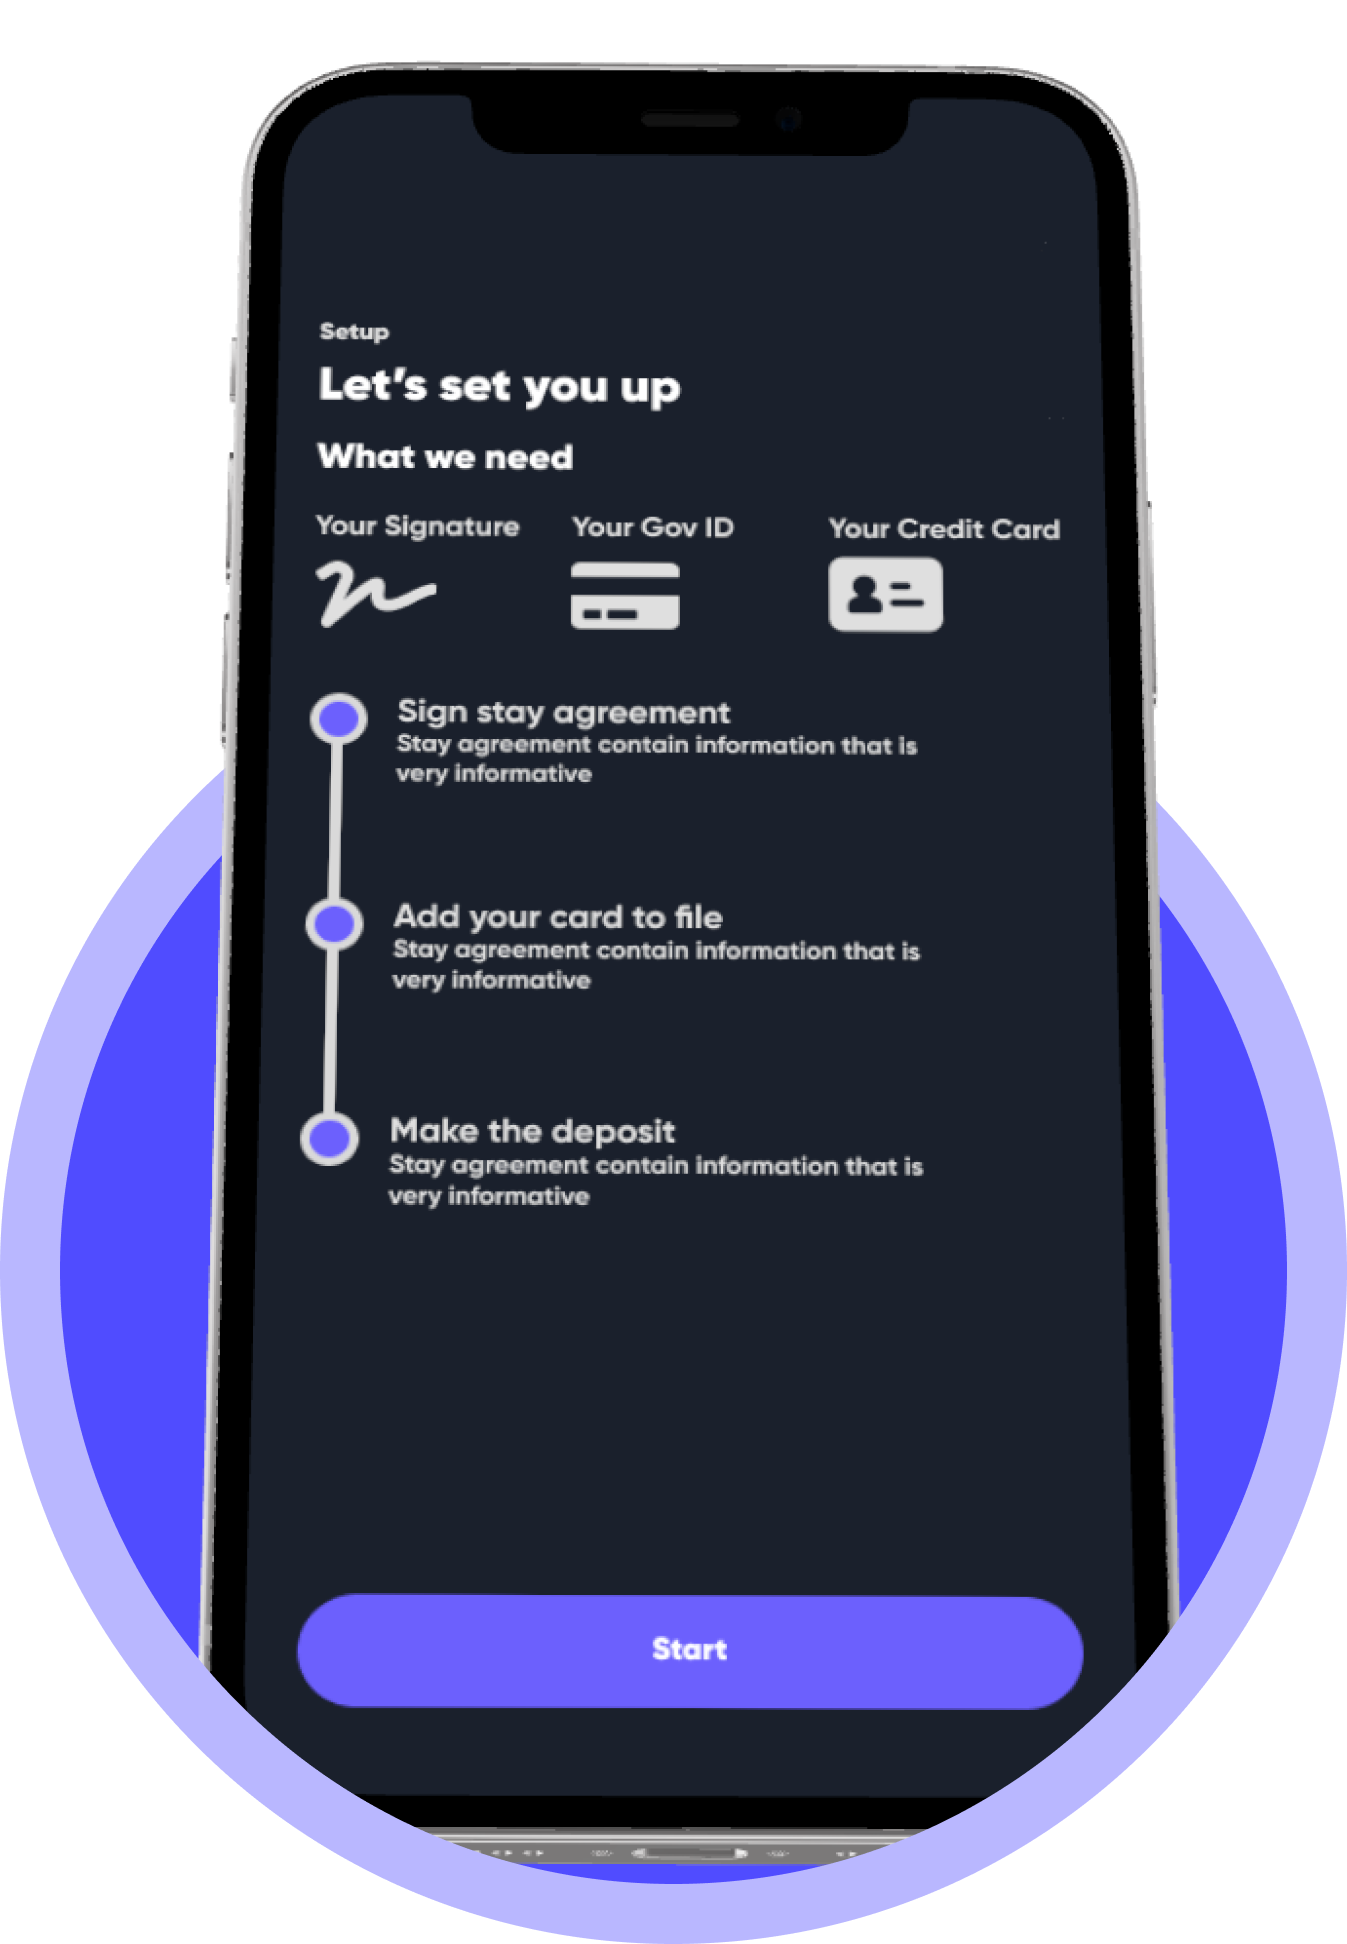 Setup
Let's set you up
What we need
Your Signature Your Gov ID Your Credit Card
Sign stay agreement
Stay agreement contain information that is
very informative
Add your card to file
Stay agreement contain information that is
very informative
Make the deposit
Stay agreement contain information that is
very informative
Start